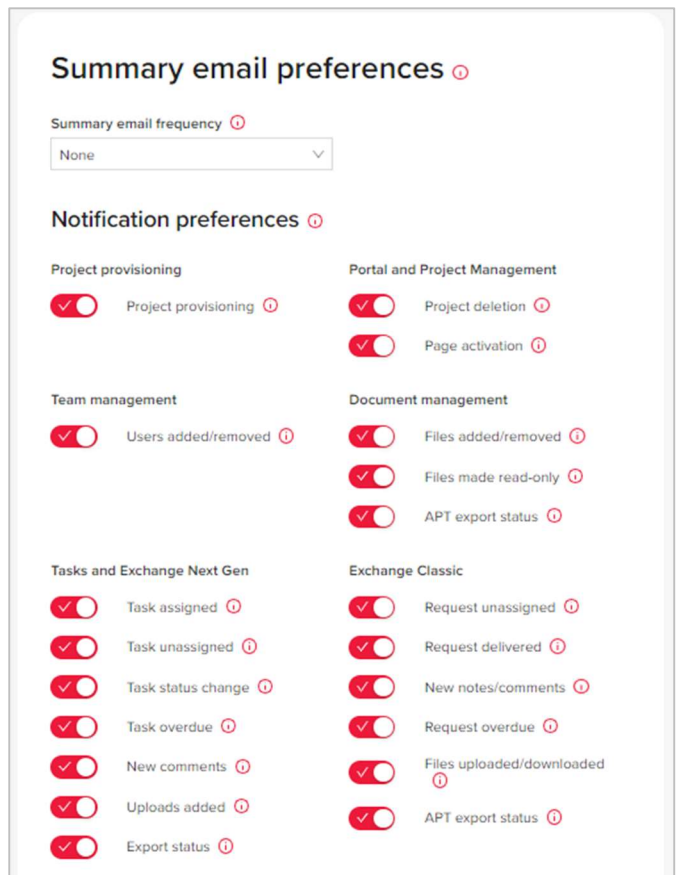 Summary email preferences
Summary email frequency
None
Notification preferences
Project provisioning
Project provisioning
Portal and Project Management
Project deletion
Page activation
Team management
Users added/removed
Document management
Files added/removed
Files made read-only
APT export status
Tasks and Exchange Next Gen
Task assigned
Task unassigned
Task status change
Task overdue
New comments
Uploads added
Export status
Exchange Classic
Request unassigned
Request delivered
New notes/comments
Request overdue
Files uploaded/downloaded
APT export status